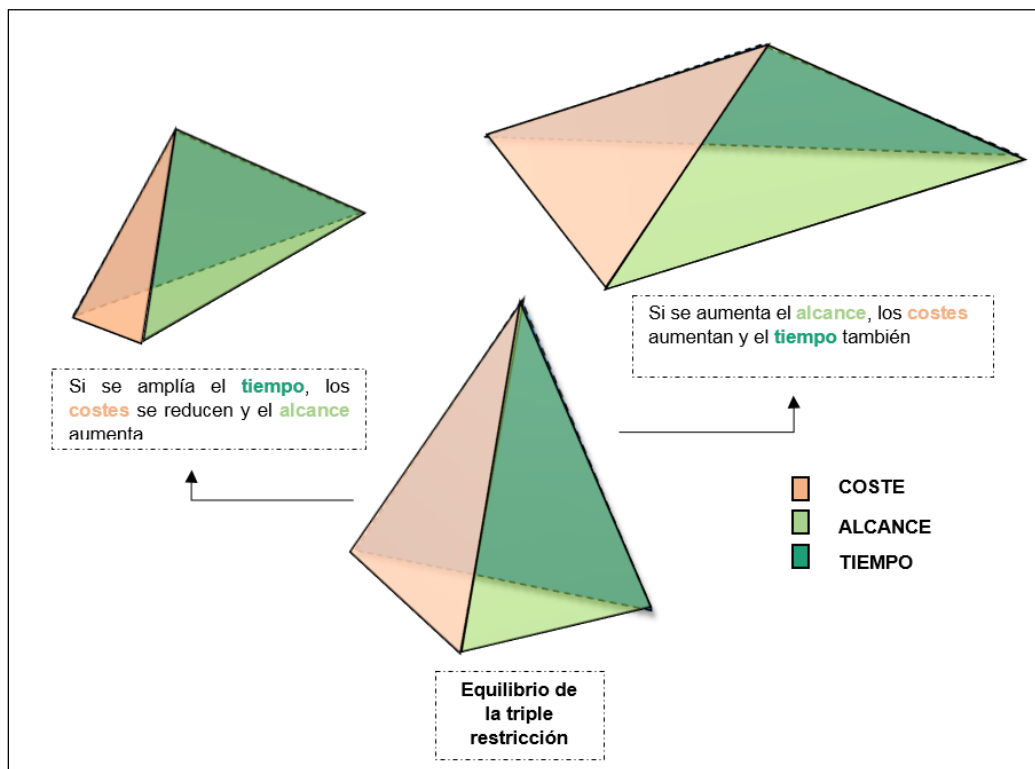 Si se amplía el tiempo, los
costes se reducen y el alcance
aumenta
Si se aumenta el alcance, los costes
aumentan y el tiempo también
COSTE
ALCANCE
TIEMPO
Equilibrio de
la triple
restricción